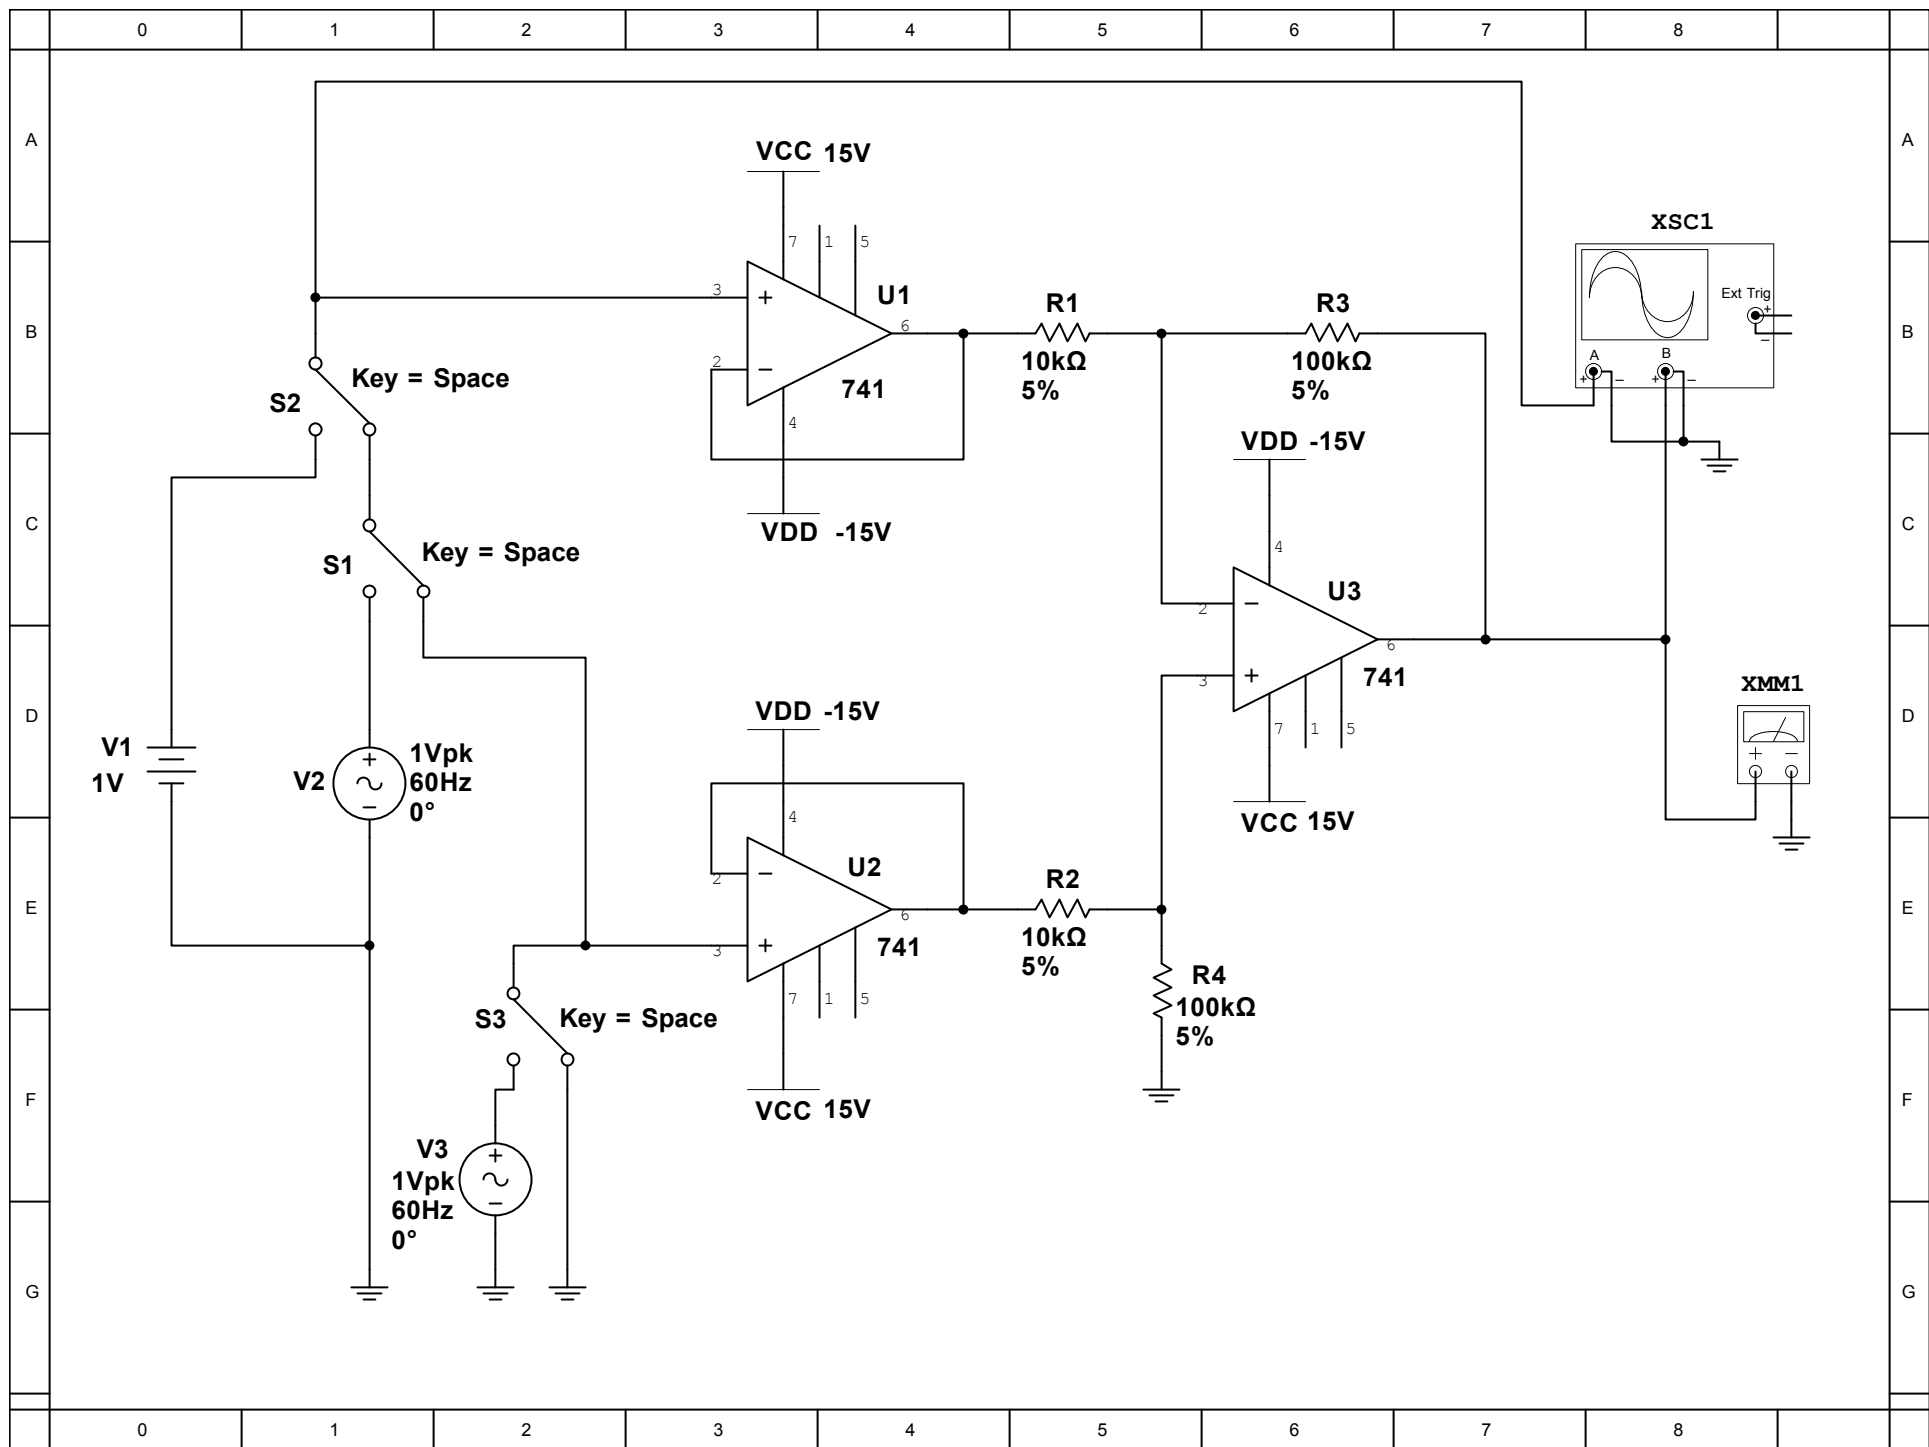 0 1 2 3 4 5 6 7 8
A A
VCC 15V
XSC1
7 1 5
Ext Trig
+
−
3
+
U1
6
R1
R3
B B
2
−
10kΩ
100kΩ
A B
+ − + −
Key = Space
5%
5%
741
S2
4
VDD -15V
VDD -15V
C C
Key = Space
S1
4
U3
2
−
6
3
+
741
XMM1
VDD -15V
D D
7 1 5
+ −
V1
1V
V2
+
−
1Vpk
60Hz
0°
4
VCC 15V
U2
R2
2
−
E E
6
10kΩ
5%
741
3
+
R4
100kΩ
5%
7 1 5
S3
Key = Space
F F
VCC 15V
V3
+
−
1Vpk
60Hz
0°
G G
0 1 2 3 4 5 6 7 8